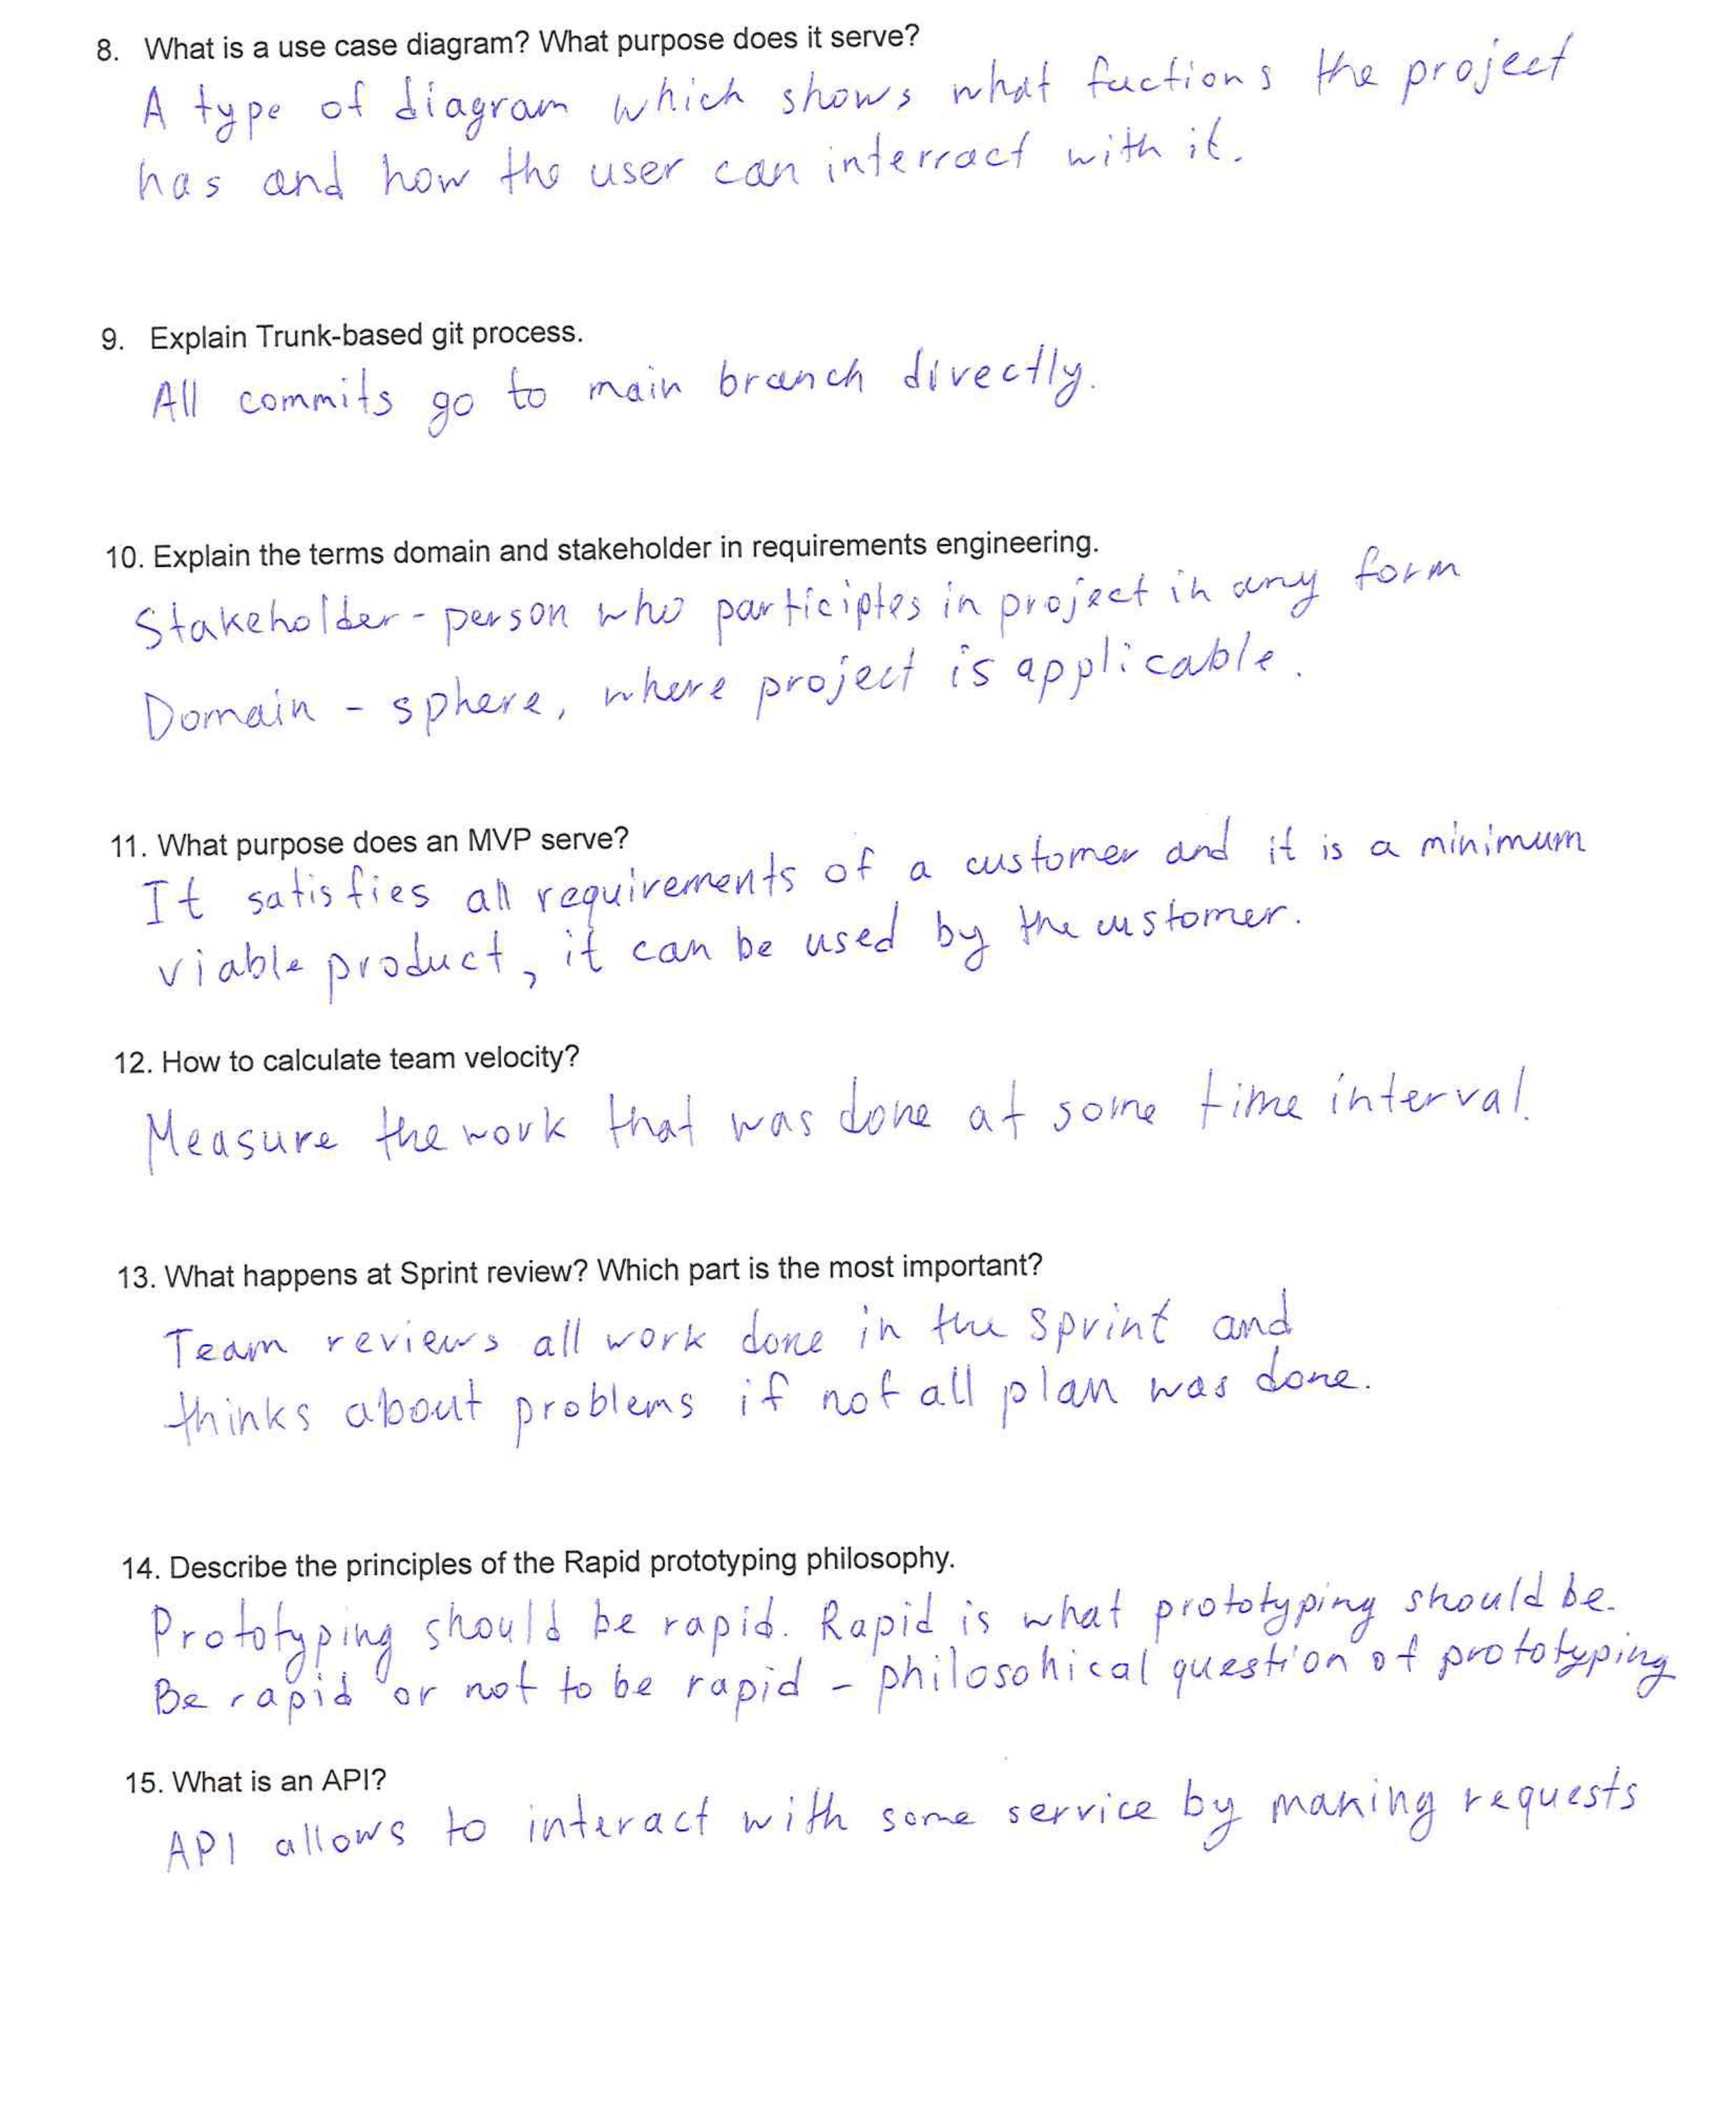 8. What is a use case diagram? What purpose does it serve?
A type of diagram which shows what fuctions the project
has and how the user can interract with it.
9. Explain Trunk-based git process.
All commits go to main branch directly.
10. Explain the terms domain and stakeholder in requirements engineering.
Stakeholder - person who participles in project in any form
Domain - sphere, where project is applicable.
11. What purpose does an MVP serve?
It satisfies all requirements of a customer and it is a minimum
viable product, it can be used by the customer.
12. How to calculate team velocity?
Measure the work that was done at some time interval.
13. What happens at Sprint review? Which part is the most important?
Team reviews all work done in the sprint and
thinks about problems if not all plan was done.
14. Describe the principles of the Rapid prototyping philosophy.
Prototyping should be rapid. Rapid is what prototyping should be.
Be rapid or not to be rapid - philosohical question of prototyping
15. What is an API?
API allows to interact with some service by making requests